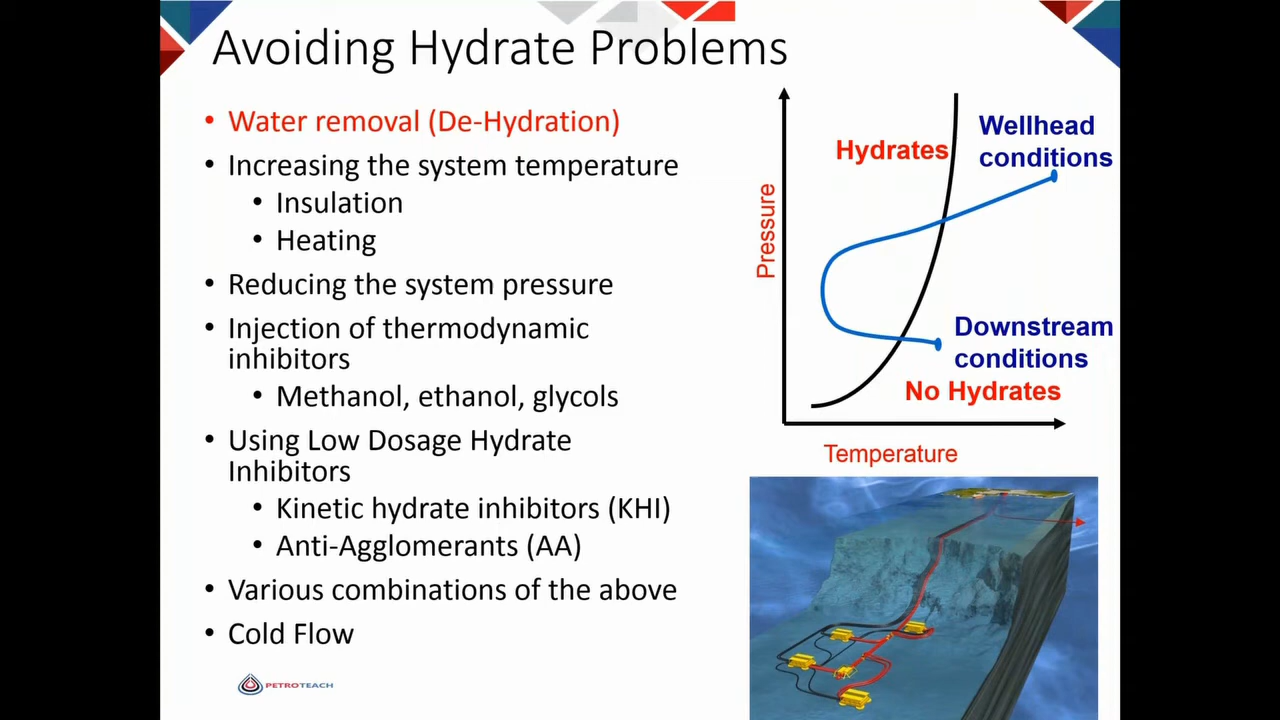 Avoiding Hydrate Problems
• Water removal (De-Hydration)
• Increasing the system temperature
• Insulation
• Heating
• Reducing the system pressure
• Injection of thermodynamic
inhibitors
• Methanol, ethanol, glycols
• Using Low Dosage Hydrate
Inhibitors
• Kinetic hydrate inhibitors (KHI)
• Anti-Agglomerants (AA)
• Various combinations of the above
• Cold Flow
PETROTEACH
Pressure
Hydrates
Wellhead
conditions
Downstream
conditions
No Hydrates
Temperature